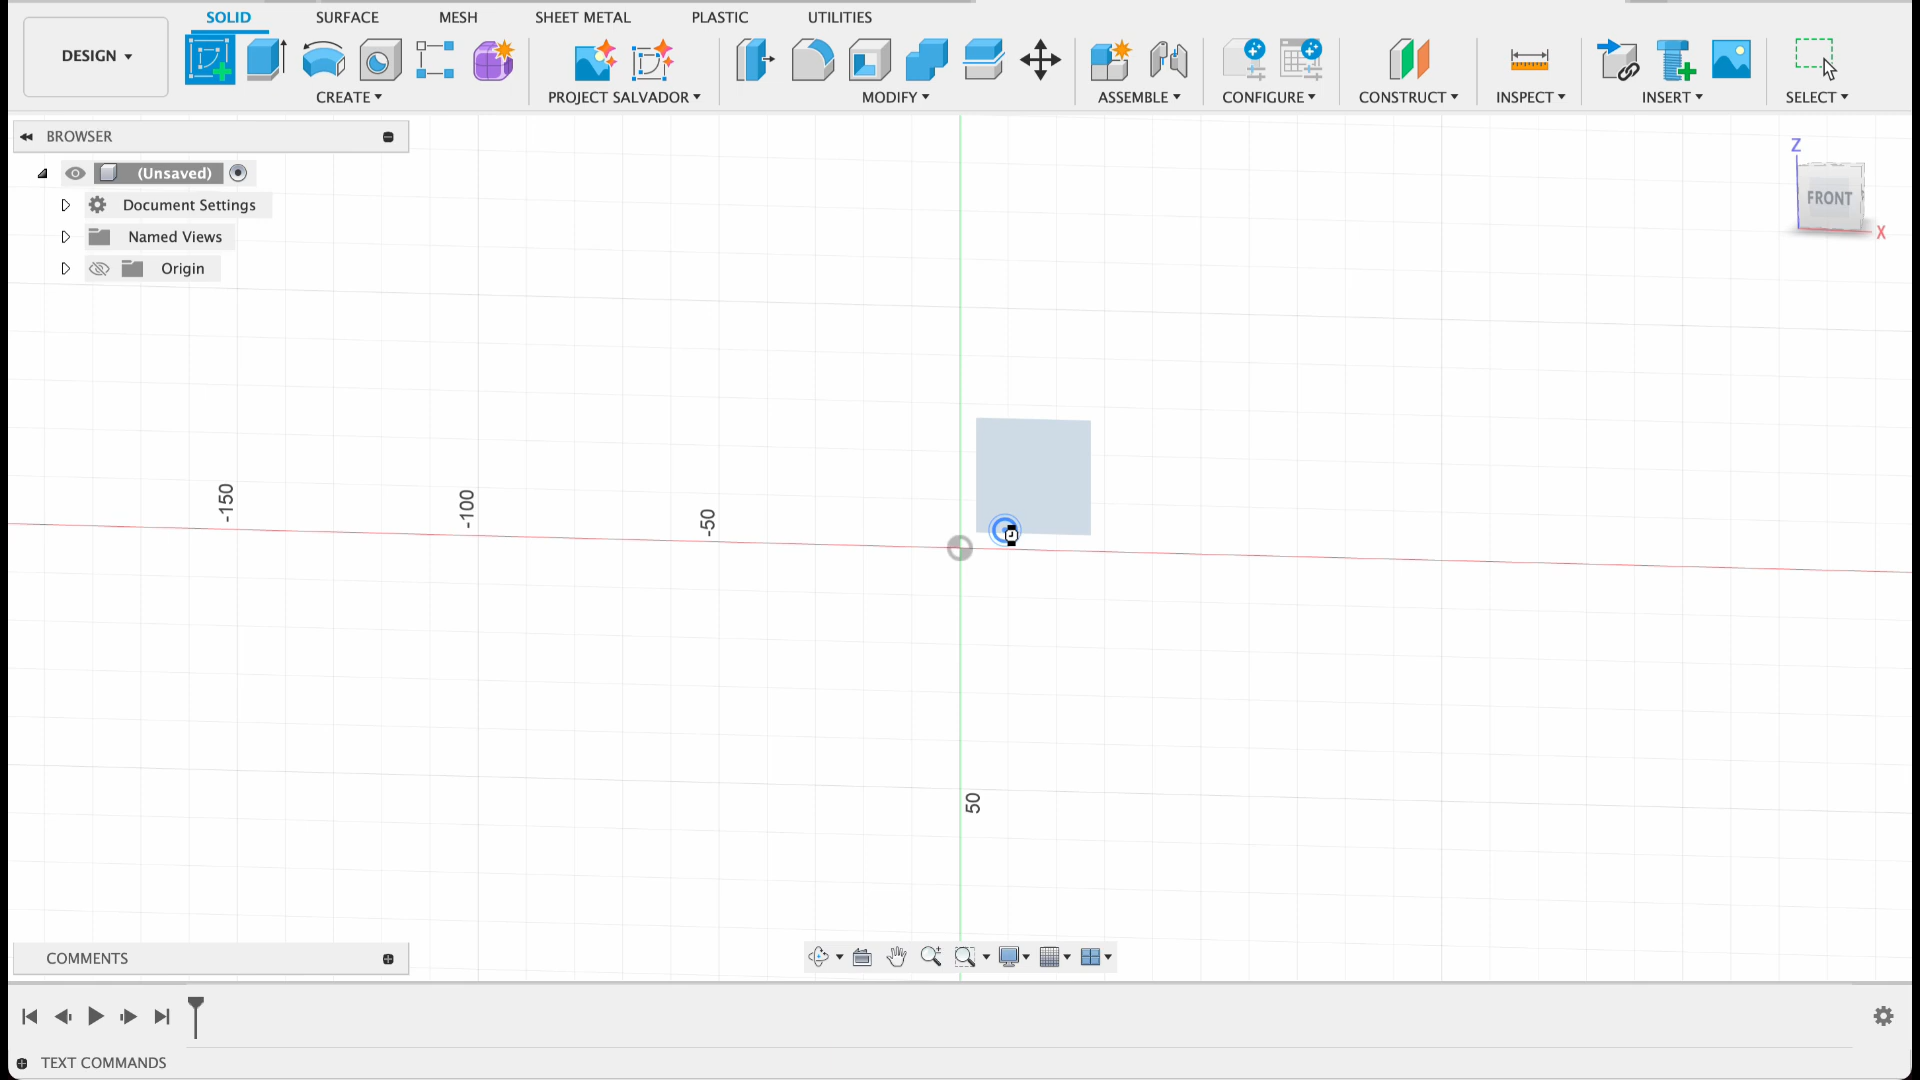 SOLID SURFACE MESH SHEET METAL PLASTIC UTILITIES
DESIGN
CREATE PROJECT SALVADOR MODIFY ASSEMBLE CONFIGURE CONSTRUCT INSPECT INSERT SELECT
BROWSER
(Unsaved)
Document Settings
Named Views
Origin
Z
FRONT
X
-150
-100
-50
50
COMMENTS
TEXT COMMANDS